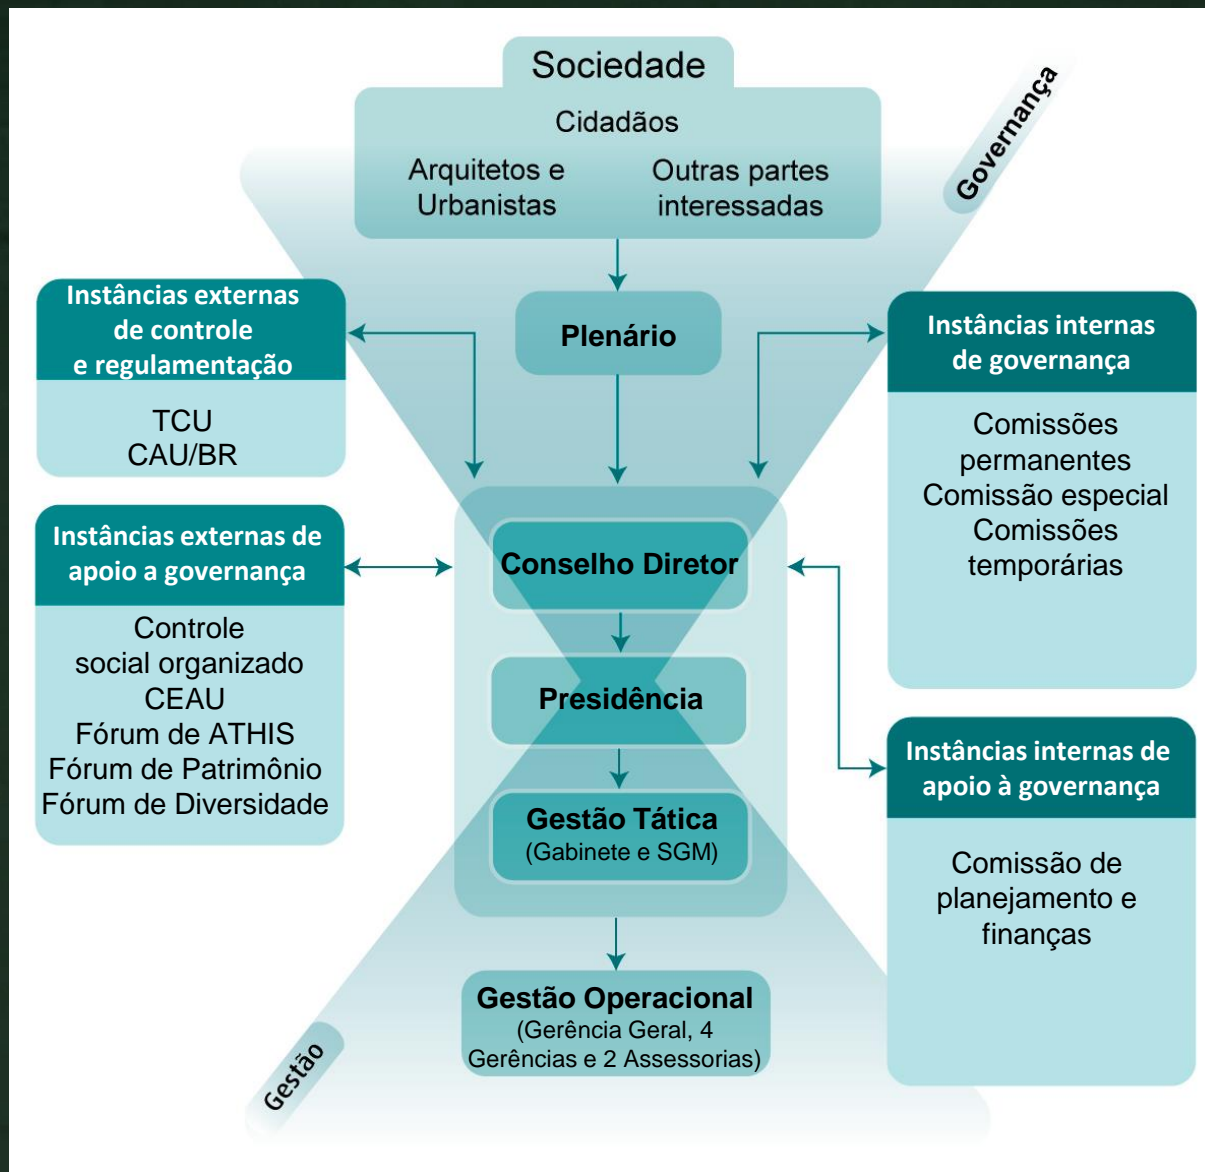 Sociedade
Cidadãos
Arquitetos e
Urbanistas
Outras partes
interessadas
Governança
Instâncias externas
de controle
e regulamentação
TCU
CAU/BR
Plenário
Instâncias internas
de governança
Comissões
permanentes
Comissão especial
Comissões
temporárias
Instâncias externas de
apoio a governança
Controle
social organizado
CEAU
Fórum de ATHIS
Fórum de Patrimônio
Fórum de Diversidade
Conselho Diretor
Presidência
Gestão Tática
(Gabinete e SGM)
Instâncias internas de
apoio à governança
Comissão de
planejamento e
finanças
Gestão Operacional
(Gerência Geral, 4
Gerências e 2 Assessorias)
Gestão